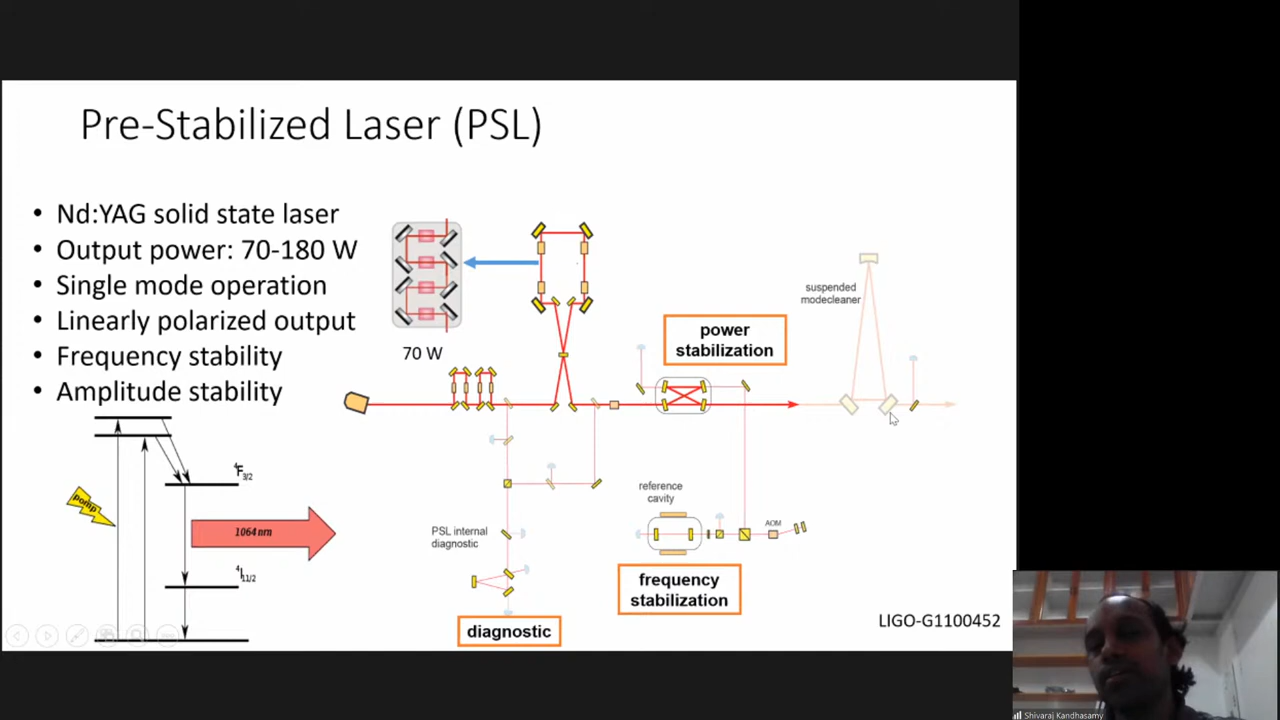 Pre-Stabilized Laser (PSL)
• Nd:YAG solid state laser
• Output power: 70-180 W
• Single mode operation
• Linearly polarized output
• Frequency stability
• Amplitude stability
70 W
power
stabilization
suspended
modecleaner
pomp
4F3/2
1064 nm
4I11/2
PSL internal
diagnostic
diagnostic
reference
cavity
AOM
frequency
stabilization
LIGO-G1100452
Shivaraj Kandhasamy